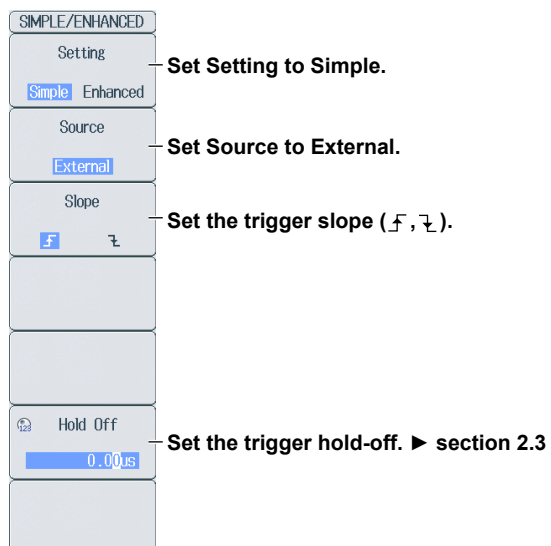 SIMPLE/ENHANCED
Setting
Simple Enhanced
Set Setting to Simple.
Source
External
Set Source to External.
Slope
Set the trigger slope (⨍, ⨎).
123 Hold Off
0.00us
Set the trigger hold-off. ► section 2.3